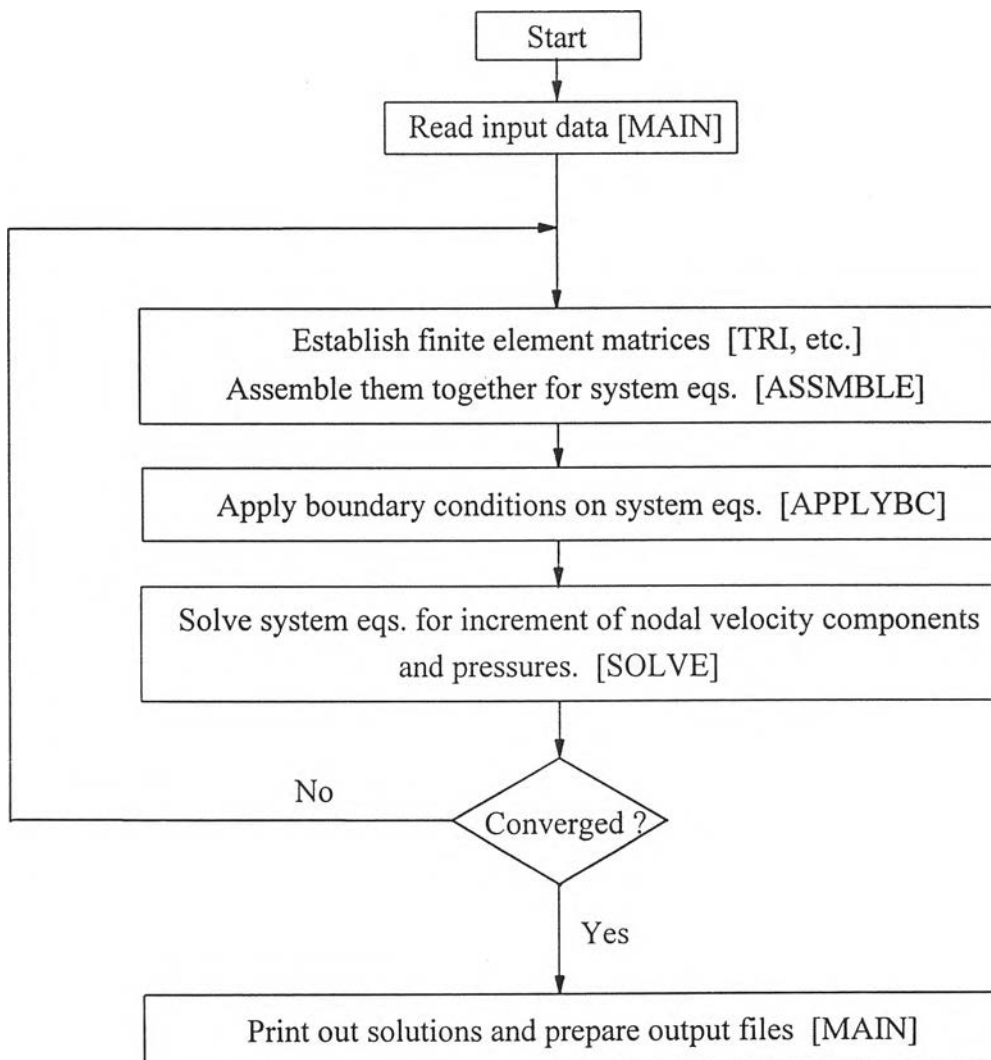 Start
Read input data [MAIN]
Establish finite element matrices [TRI, etc.]
Assemble them together for system eqs. [ASSMBLE]
Apply boundary conditions on system eqs. [APPLYBC]
Solve system eqs. for increment of nodal velocity components
and pressures. [SOLVE]
No
Converged ?
Yes
Print out solutions and prepare output files [MAIN]